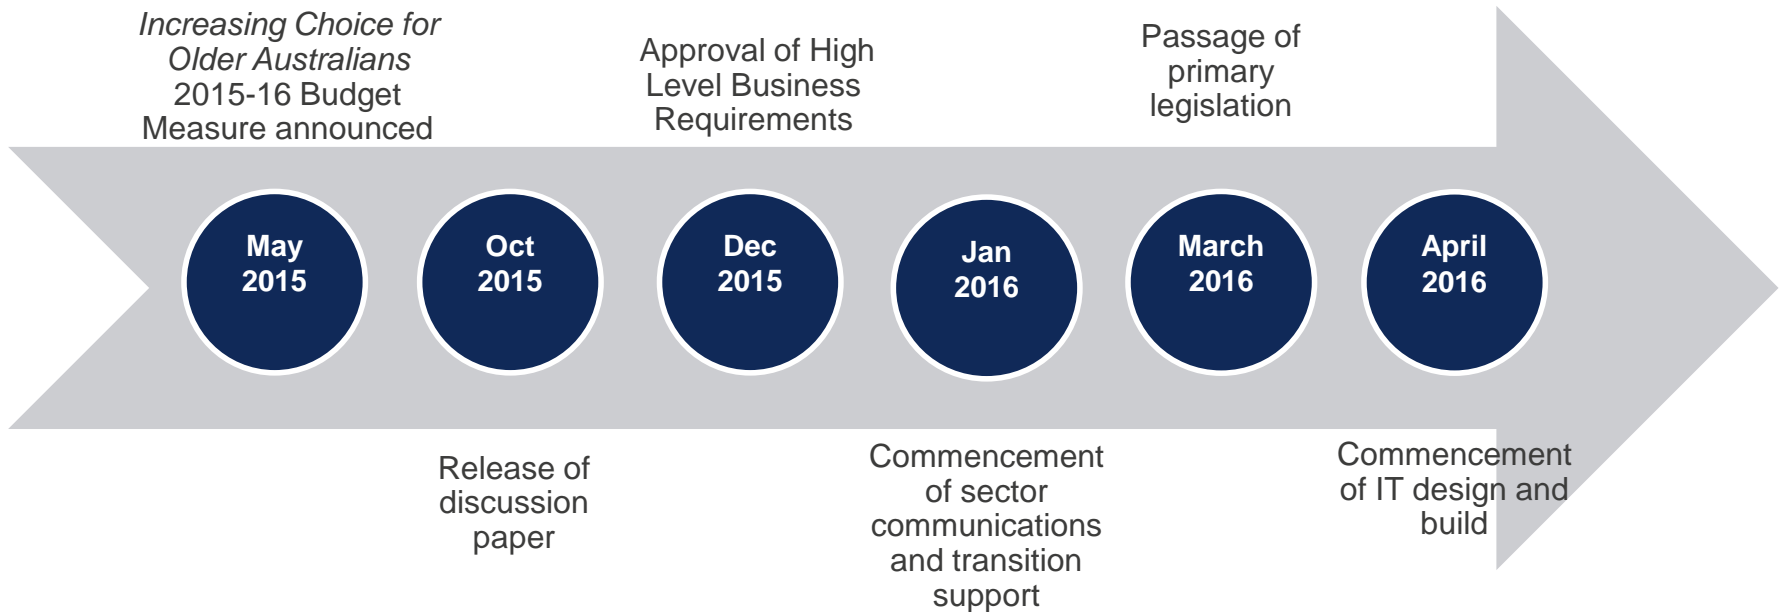 Increasing Choice for
Older Australians
2015-16 Budget
Measure announced
Approval of High
Level Business
Requirements
Passage of
primary
legislation
May
2015
Oct
2015
Dec
2015
Jan
2016
March
2016
April
2016
Release of
discussion
paper
Commencement
of sector
communications
and transition
support
Commencement
of IT design and
build